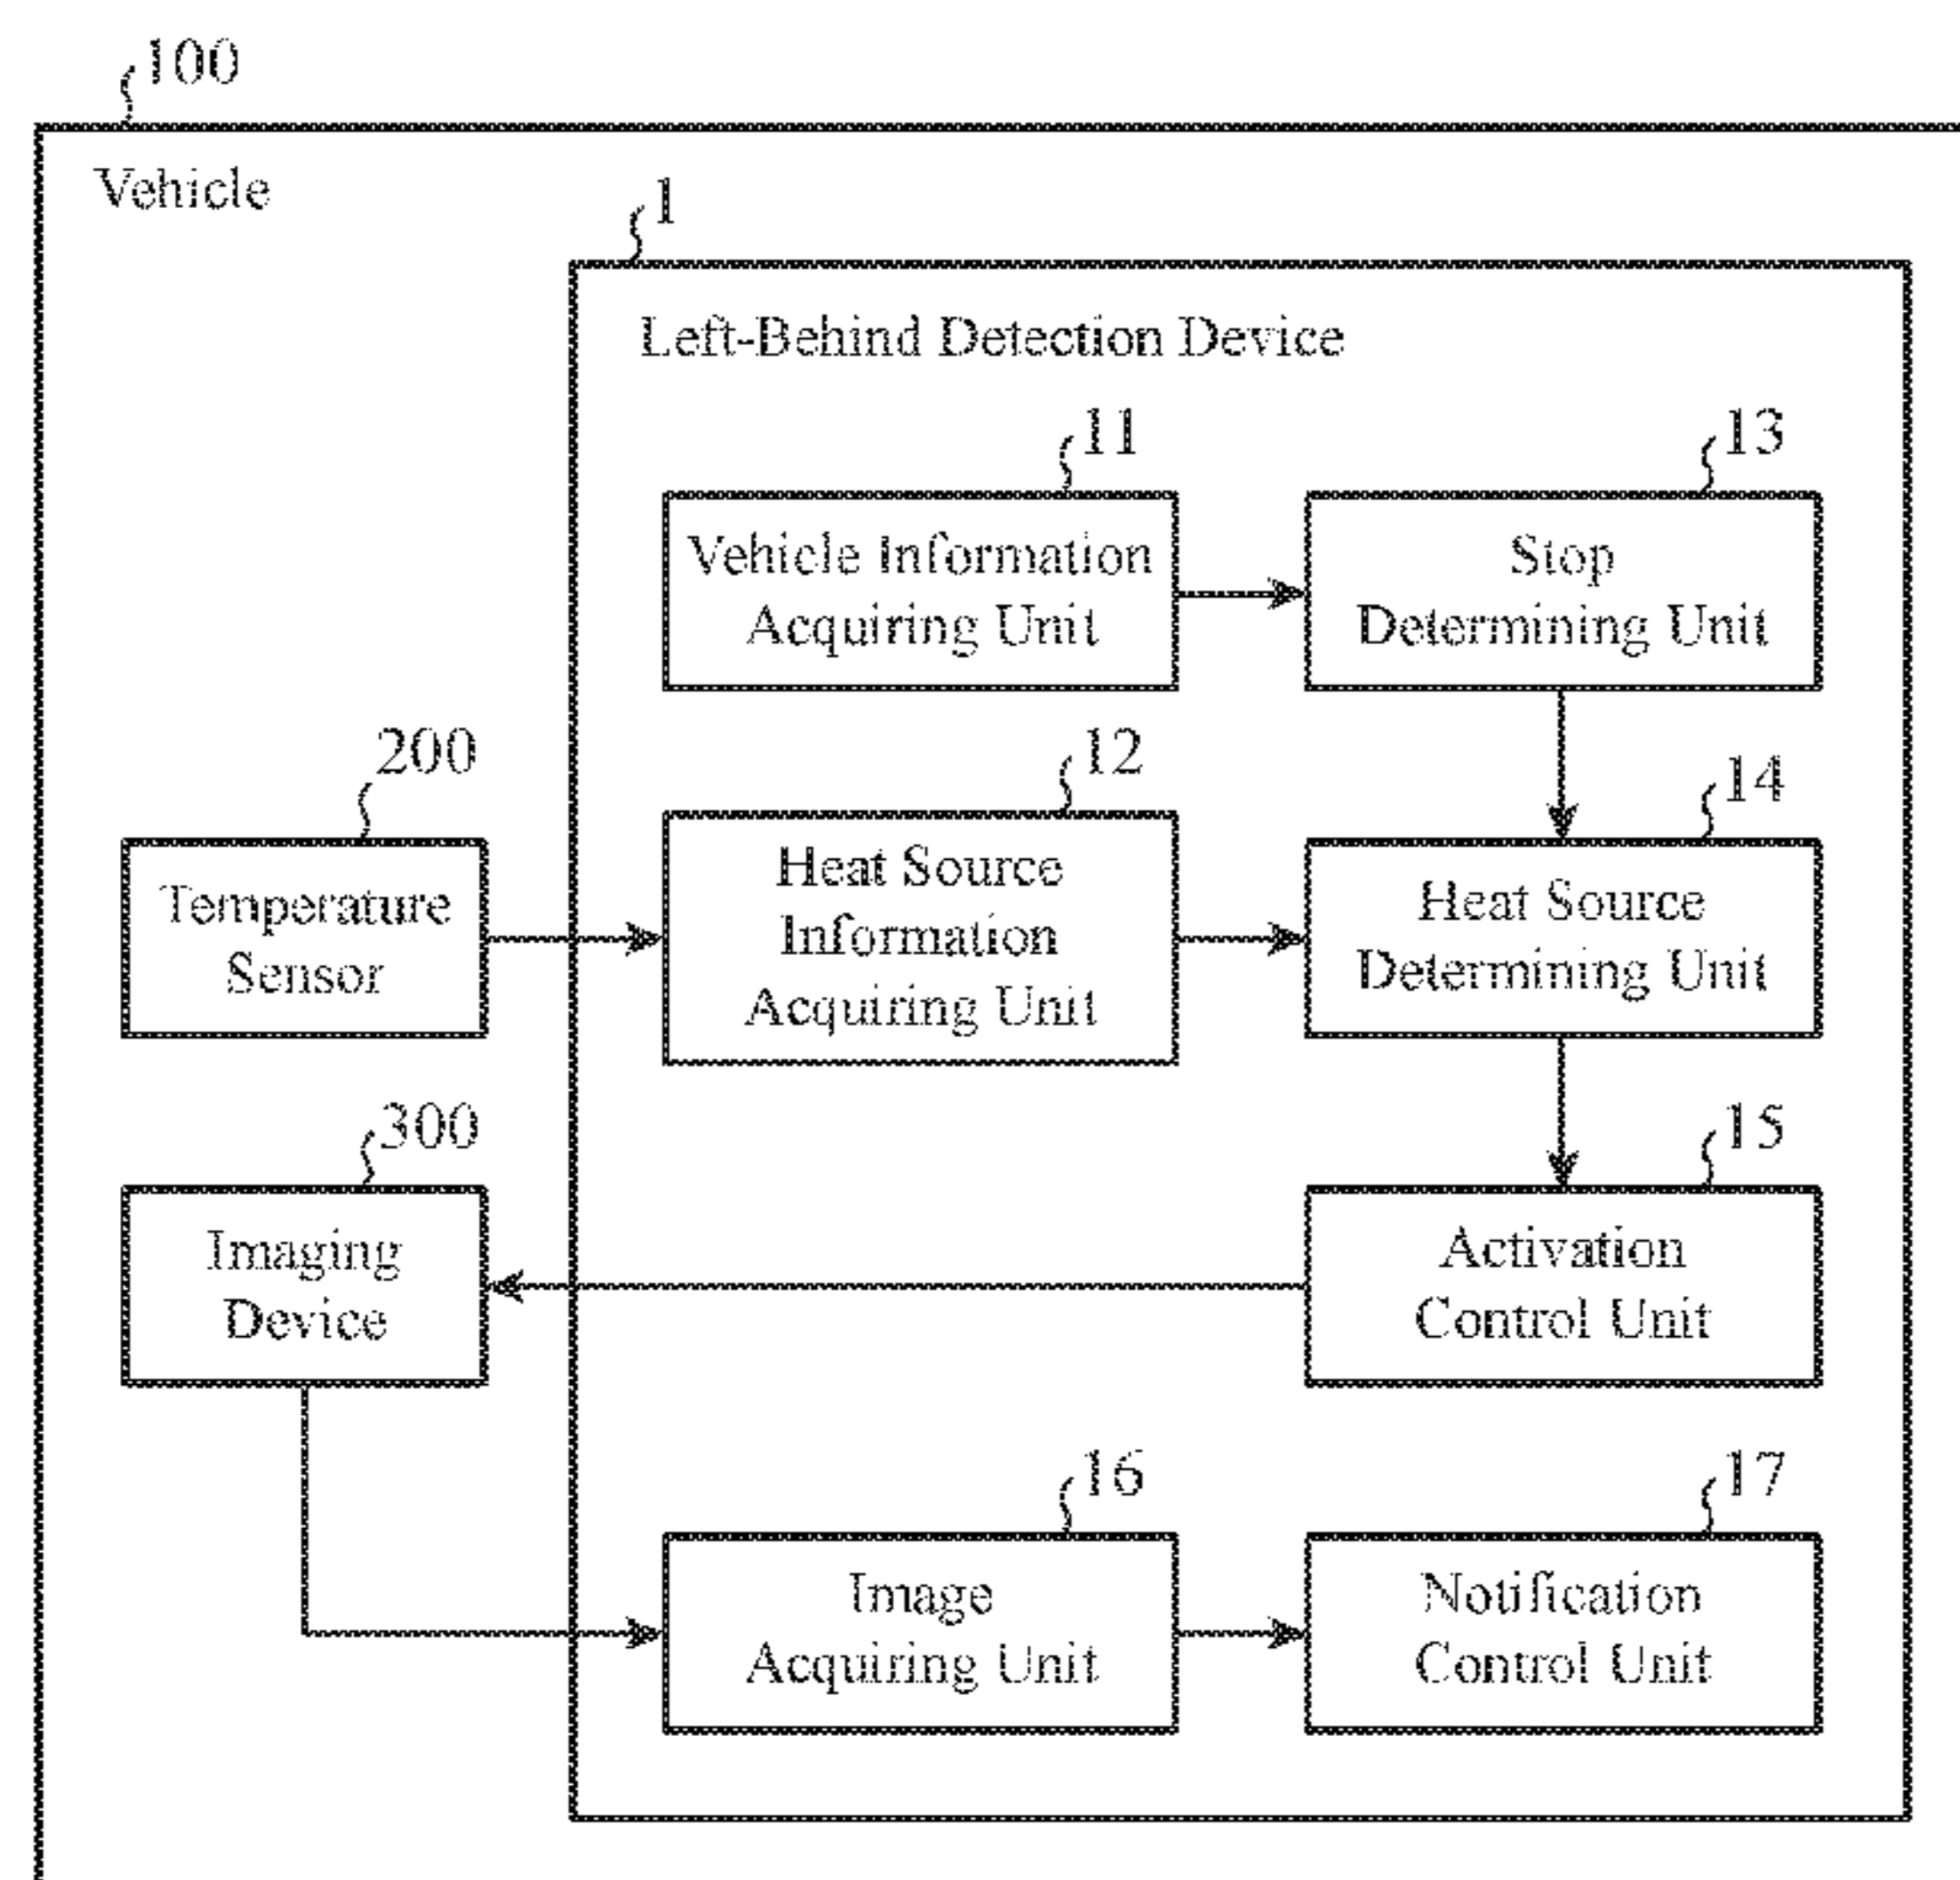 100
Vehicle
1
Left-Behind Detection Device
11
Vehicle Information
Acquiring Unit
13
Stop
Determining Unit
200
Temperature
Sensor
12
Heat Source
Information
Acquiring Unit
14
Heat Source
Determining Unit
300
Imaging
Device
15
Activation
Control Unit
16
Image
Acquiring Unit
17
Notification
Control Unit